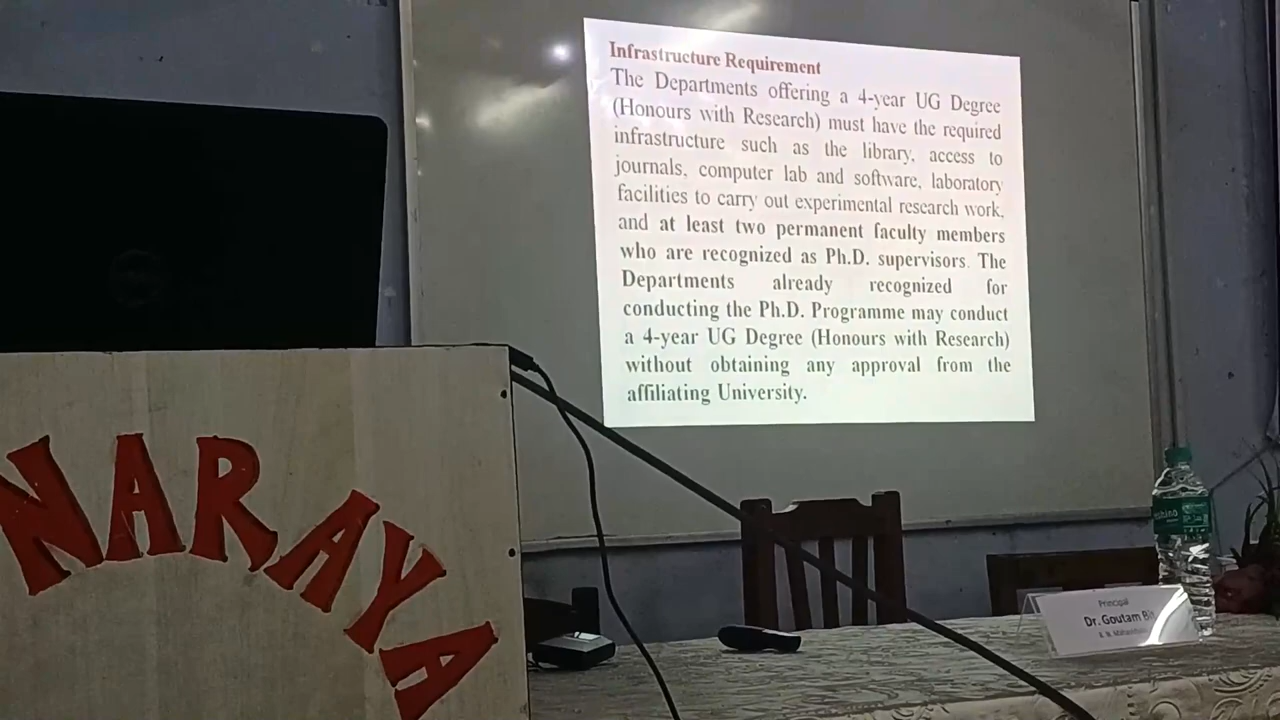 Infrastructure Requirement
The Departments offering a 4-year UG Degree
(Honours with Research) must have the required
infrastructure such as the library, access to
journals, computer lab and software, laboratory
facilities to carry out experimental research work,
and at least two permanent faculty members
who are recognized as Ph.D. supervisors. The
Departments already recognized for
conducting the Ph.D. Programme may conduct
a 4-year UG Degree (Honours with Research)
without obtaining any approval from the
affiliating University.
NARAYA
Principal
Dr. Goutam